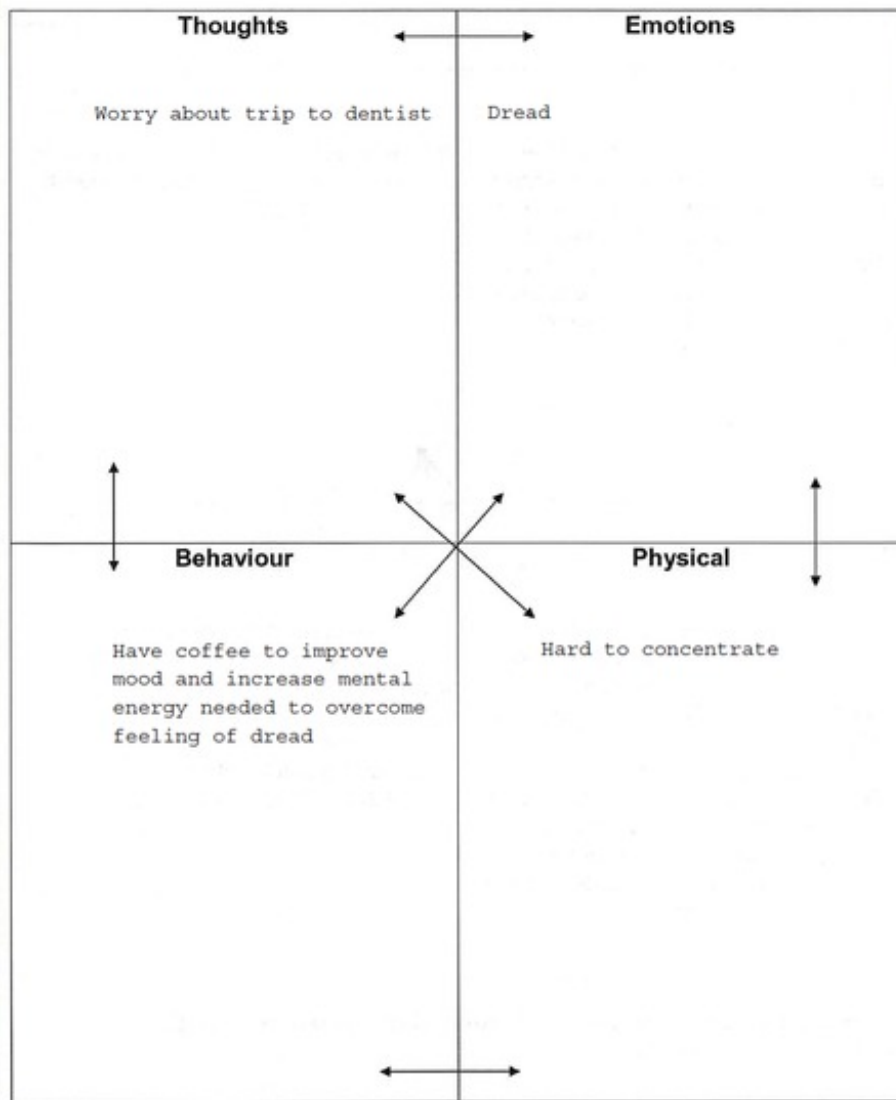 Thoughts
Emotions
Worry about trip to dentist
Dread
Behaviour
Physical
Have coffee to improve
mood and increase mental
energy needed to overcome
feeling of dread
Hard to concentrate